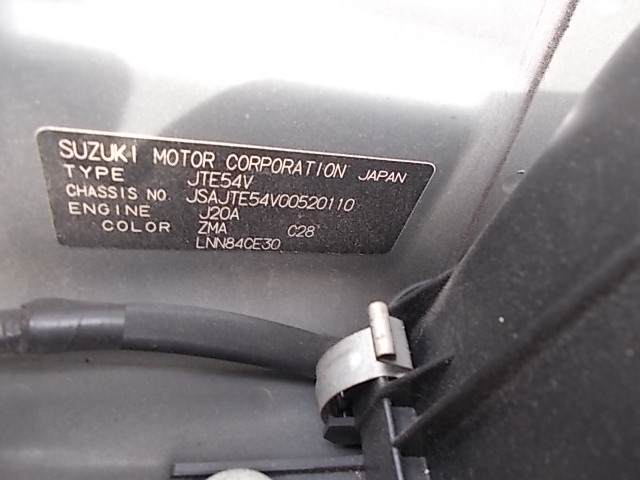 SUZUKI MOTOR CORPORATION JAPAN
TYPE JTE54V
CHASSIS NO. JSAJTE54V00520110
ENGINE J20A
COLOR ZMA C28
LNN84CE30